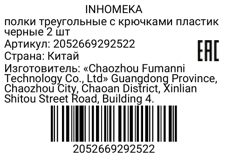 INHOMEKA
полки треугольные с крючками пластик
черные 2 шт
Артикул: 2052669292522
Страна: Китай
Изготовитель: «Chaozhou Fumanni
Technology Co., Ltd» Guangdong Province,
Chaozhou City, Chaoan District, Xinlian
Shitou Street Road, Building 4.
EAC
2052669292522